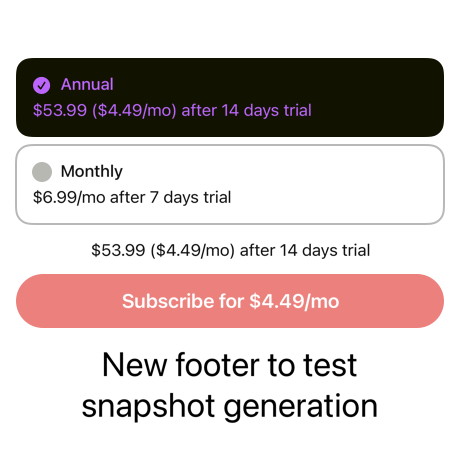 Annual
$53.99 ($4.49/mo) after 14 days trial
Monthly
$6.99/mo after 7 days trial
$53.99 ($4.49/mo) after 14 days trial
Subscribe for $4.49/mo
New footer to test
snapshot generation